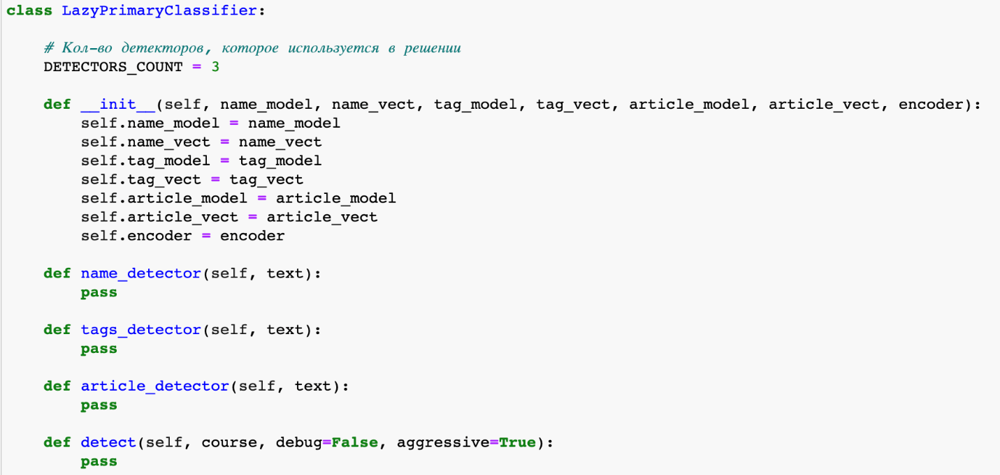 class LazyPrimaryClassifier:
# Кол-во детекторов, которое используется в решении
DETECTORS_COUNT = 3
def __init__(self, name_model, name_vect, tag_model, tag_vect, article_model, article_vect, encoder):
self.name_model = name_model
self.name_vect = name_vect
self.tag_model = tag_model
self.tag_vect = tag_vect
self.article_model = article_model
self.article_vect = article_vect
self.encoder = encoder
def name_detector(self, text):
pass
def tags_detector(self, text):
pass
def article_detector(self, text):
pass
def detect(self, course, debug=False, aggressive=True):
pass